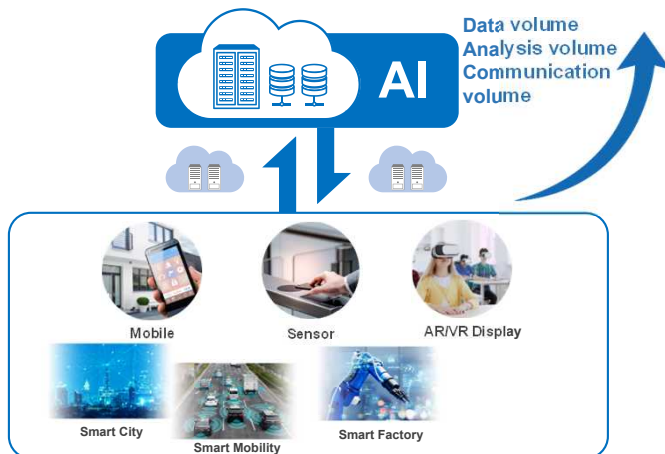 AI
Data volume
Analysis volume
Communication
volume
Mobile
Sensor
AR/VR Display
Smart City
Smart Mobility
Smart Factory